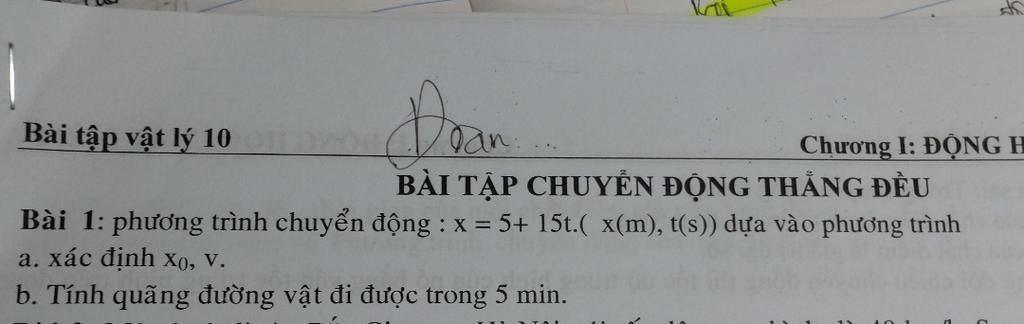 Bài tập vật lý 10
Đoan
Chương I: ĐỘNG H
BÀI TẬP CHUYỂN ĐỘNG THẲNG ĐỀU
Bài 1: phương trình chuyển động : x = 5+ 15t.( x(m), t(s)) dựa vào phương trình
a. xác định x₀, v.
b. Tính quãng đường vật đi được trong 5 min.